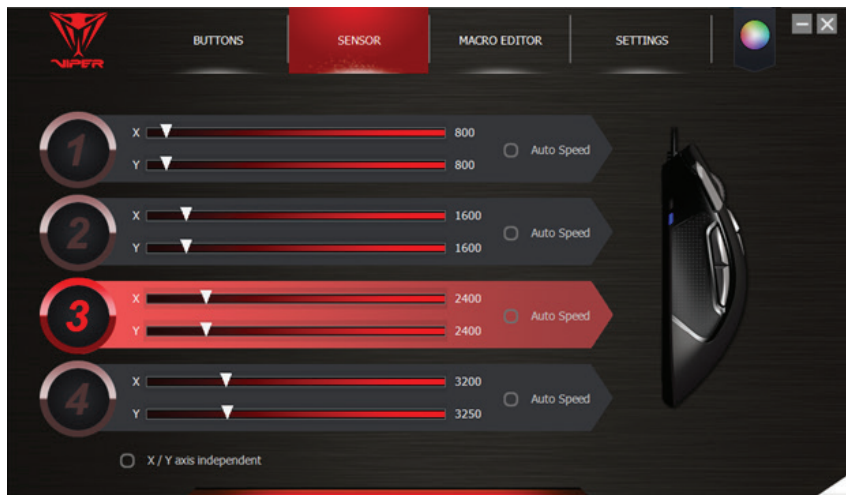 VIPER
BUTTONS SENSOR MACRO EDITOR SETTINGS
1
X 800
Y 800
Auto Speed
2
X 1600
Y 1600
Auto Speed
3
X 2400
Y 2400
Auto Speed
4
X 3200
Y 3250
Auto Speed
X / Y axis independent